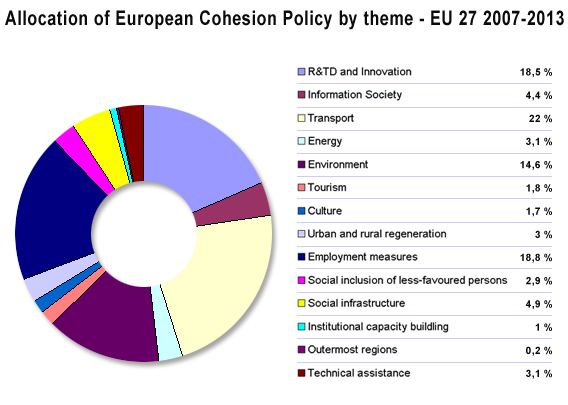 Allocation of European Cohesion Policy by theme - EU 27 2007-2013
R&TD and Innovation 18,5 %
Information Society 4,4 %
Transport 22 %
Energy 3,1 %
Environment 14,6 %
Tourism 1,8 %
Culture 1,7 %
Urban and rural regeneration 3 %
Employment measures 18,8 %
Social inclusion of less-favoured persons 2,9 %
Social infrastructure 4,9 %
Institutional capacity buildling 1 %
Outermost regions 0,2 %
Technical assistance 3,1 %